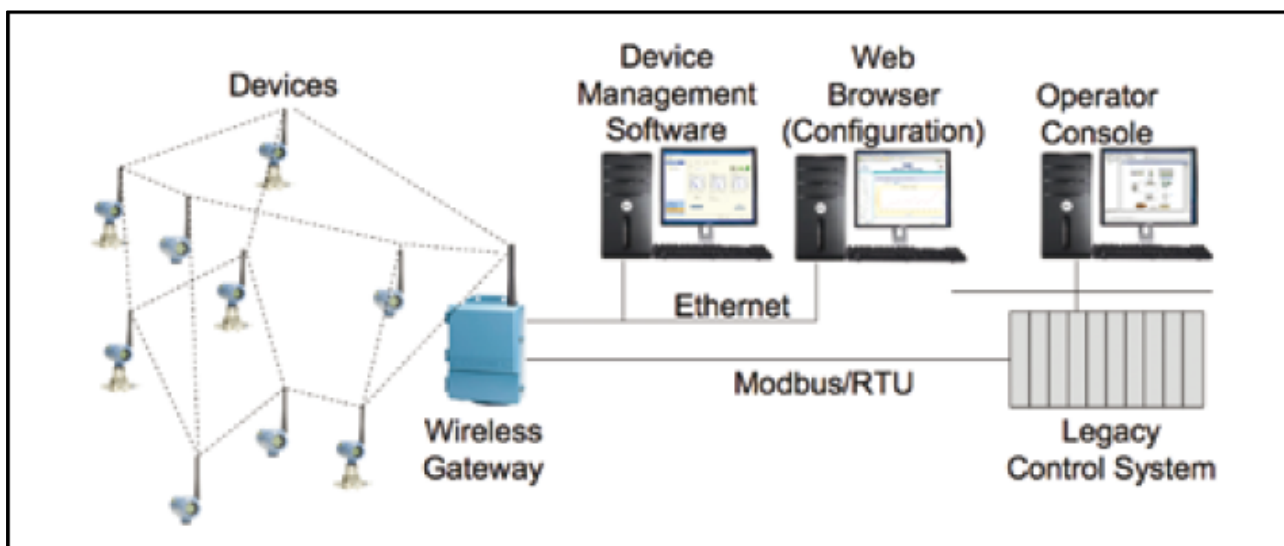 Devices
Device
Management
Software
Web
Browser
(Configuration)
Operator
Console
Ethernet
Modbus/RTU
Wireless
Gateway
Legacy
Control System